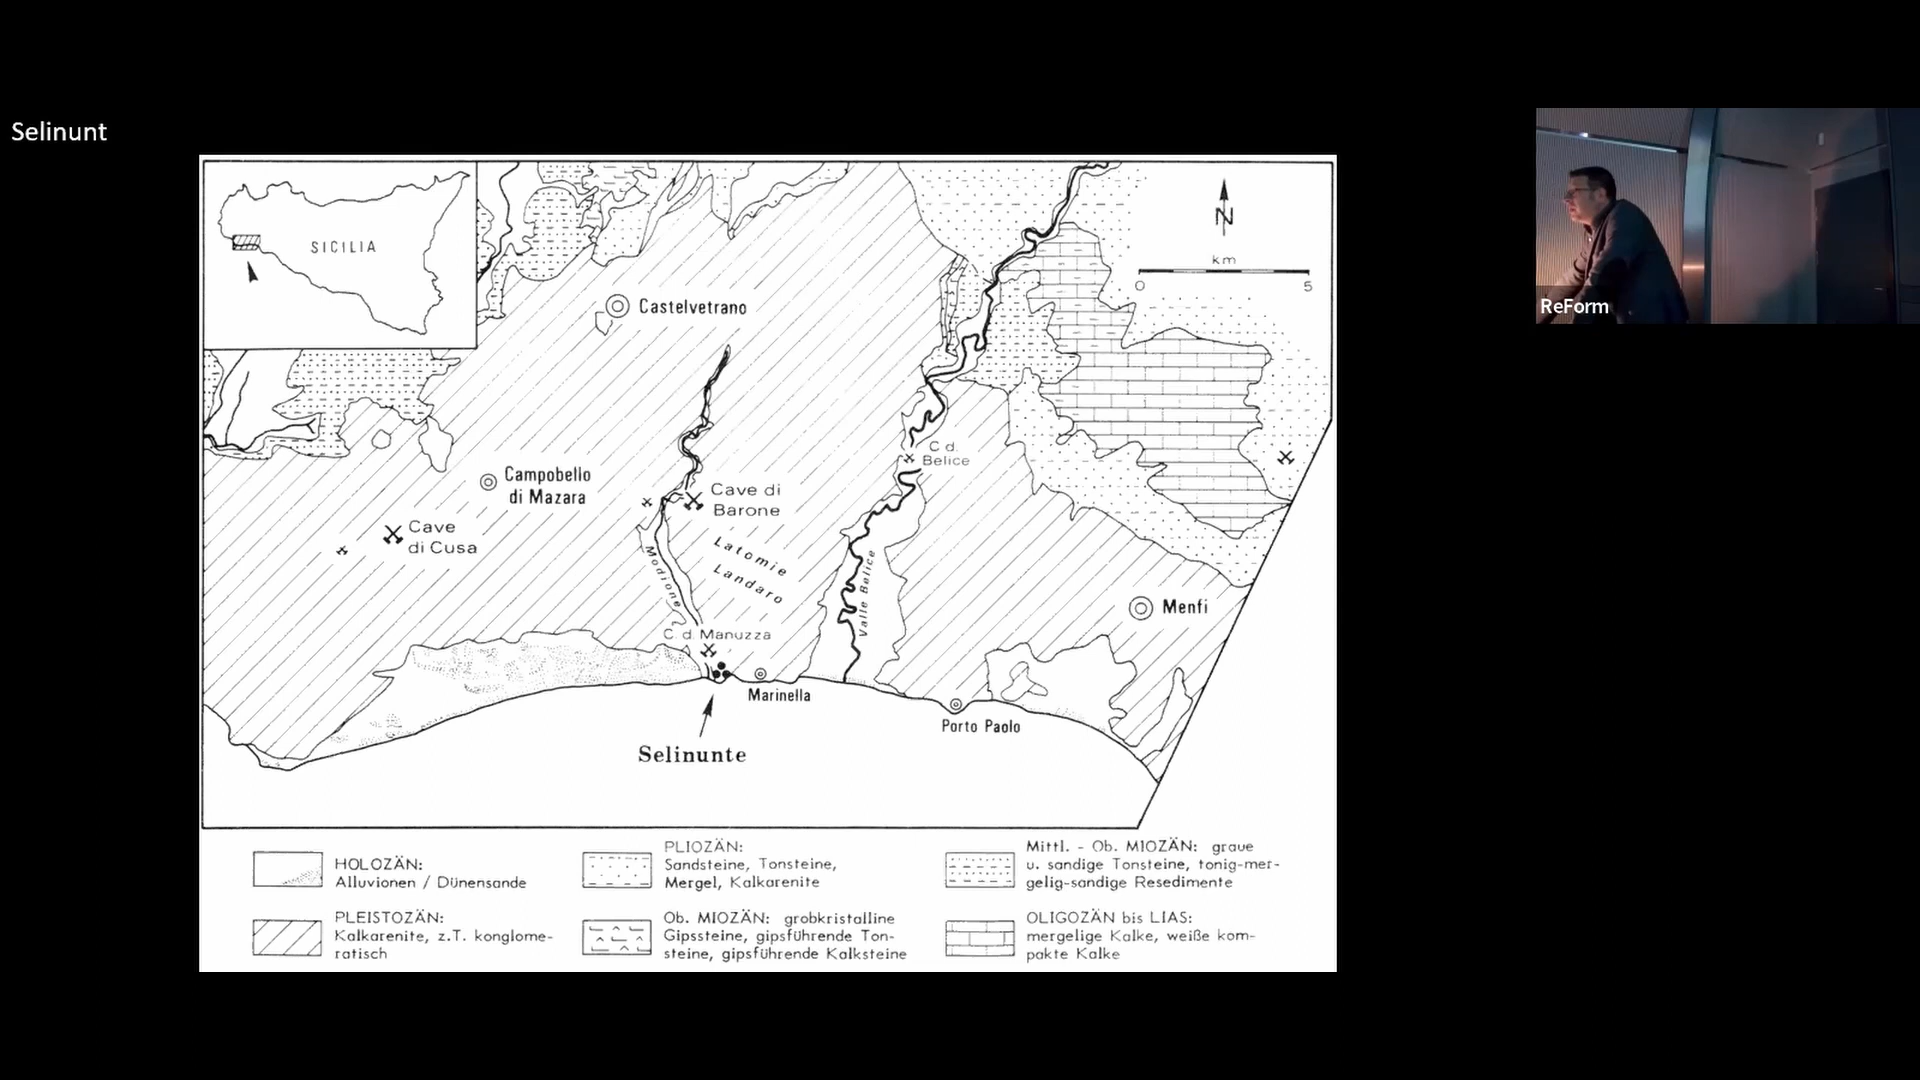 Selinunt
SICILIA
N
km
0 5
Castelvetrano
Campobello
di Mazara
Cave
di Cusa
Cave di
Barone
Latomie
Landaro
Modione
C. d. Manuzza
C. d.
Belice
Valle Belice
Menfi
Marinella
Porto Paolo
Selinunte
HOLOZÄN:
Alluvionen / Dünensande
PLEISTOZÄN:
Kalkarenite, z.T. konglome-
ratisch
PLIOZÄN:
Sandsteine, Tonsteine,
Mergel, Kalkarenite
Ob. MIOZÄN: grobkristalline
Gipssteine, gipsführende Ton-
steine, gipsführende Kalksteine
Mittl. - Ob. MIOZÄN: graue
u. sandige Tonsteine, tonig-mer-
gelig-sandige Resedimente
OLIGOZÄN bis LIAS:
mergelige Kalke, weiße kom-
pakte Kalke
ReForm